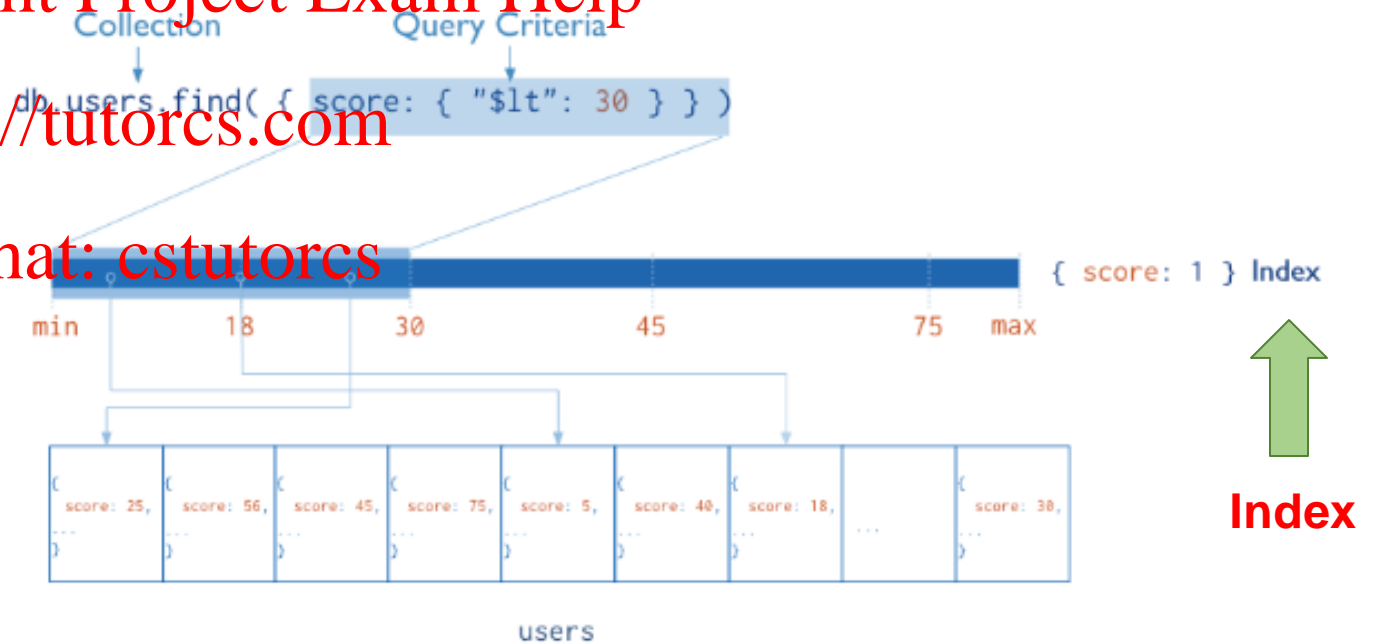 nt Project Exam Help
Collection Query Criteria
db.users.find( { score: { "$lt": 30 } } )
//tutorcs.com
hat: cstutorcs
{ score: 1 } Index
min 18 30 45 75 max
{ { { { { { { {
score: 25, score: 56, score: 45, score: 75, score: 5, score: 40, score: 18, score: 30,
... ... ... ... ... ... ... ... ...
} } } } } } } }
Index
users